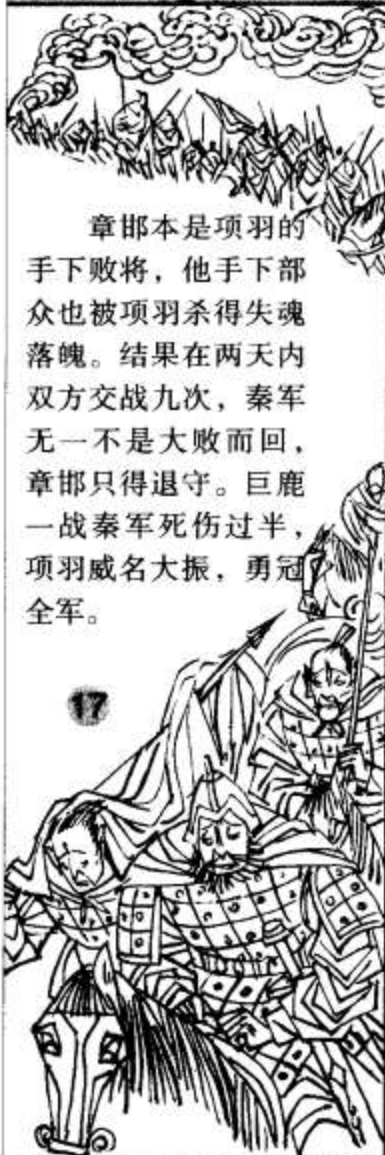 章邯本是项羽的
手下败将，他手下部
众也被项羽杀得失魂
落魄。结果在两天内
双方交战九次，秦军
无一不是大败而回，
章邯只得退守。巨鹿
一战秦军死伤过半，
项羽威名大振，勇冠
全军。
17